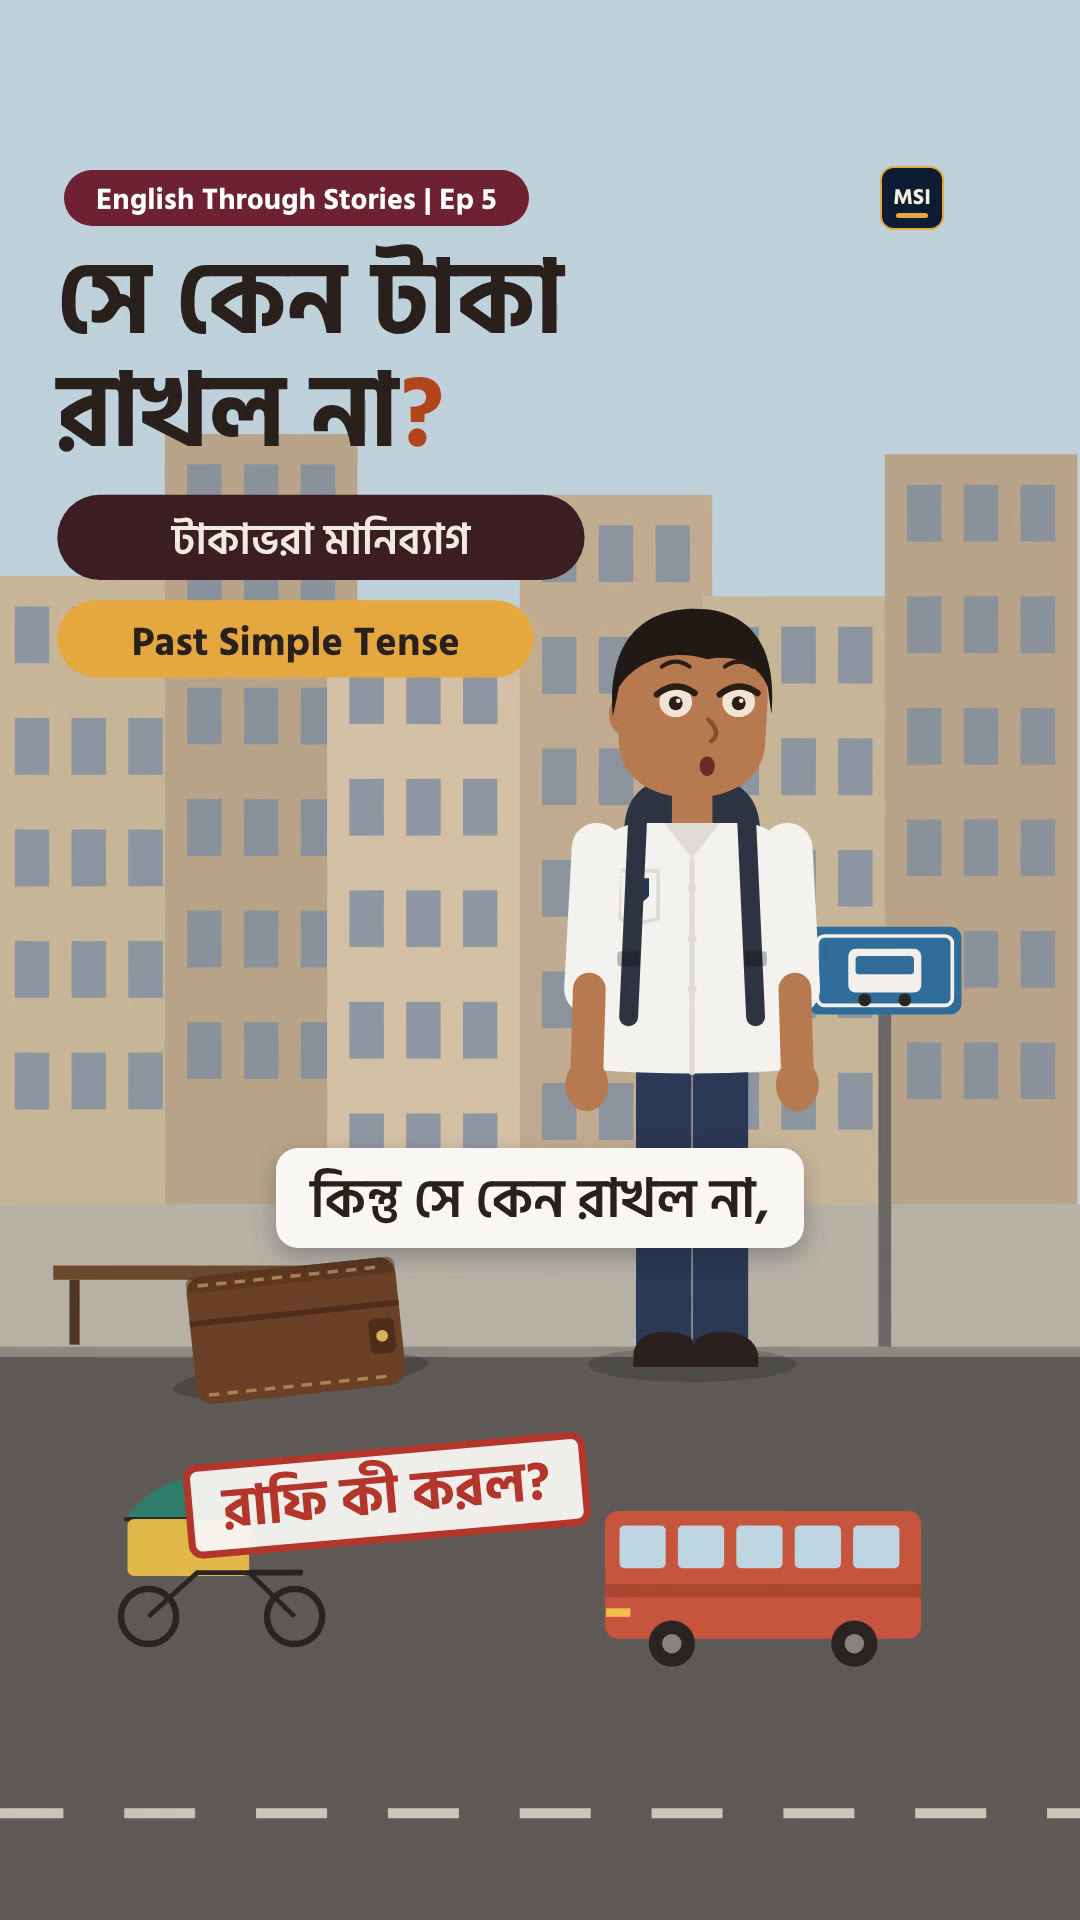 English Through Stories | Ep 5
MSI
সে কেন টাকা
রাখল না?
টাকাভরা মানিব্যাগ
Past Simple Tense
কিন্তু সে কেন রাখল না,
রাফি কী করল?